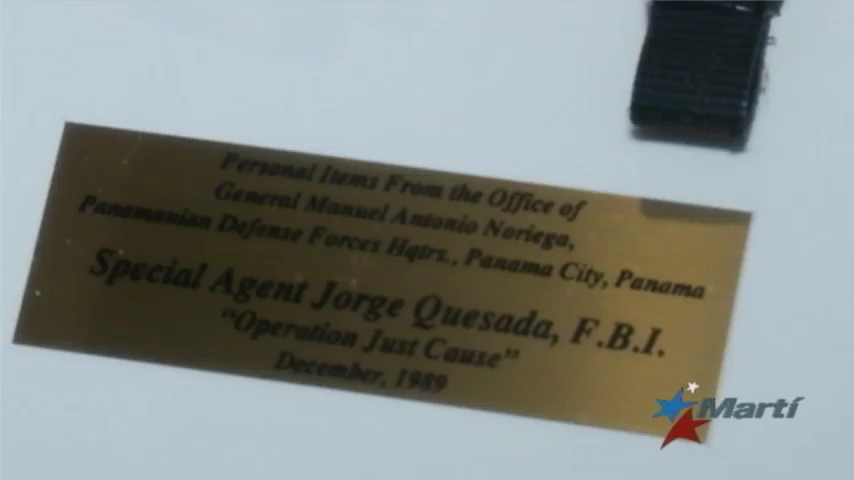 Personal Items From the Office of
General Manuel Antonio Noriega,
Panamanian Defense Forces Hqtrs., Panama City, Panama
Special Agent Jorge Quesada, F.B.I.
“Operation Just Cause”
December, 1989
Martí